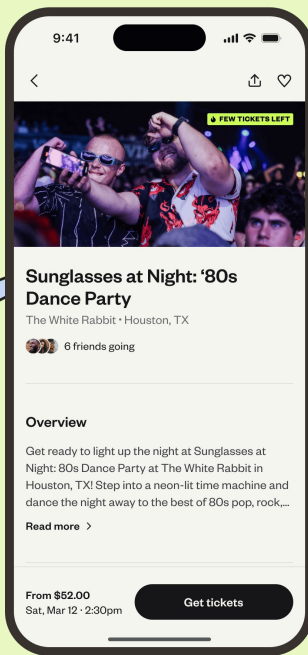 9:41
FEW TICKETS LEFT
Sunglasses at Night: ‘80s
Dance Party
The White Rabbit • Houston, TX
6 friends going
Overview
Get ready to light up the night at Sunglasses at
Night: 80s Dance Party at The White Rabbit in
Houston, TX! Step into a neon-lit time machine and
dance the night away to the best of 80s pop, rock,...
Read more
From $52.00
Sat, Mar 12 · 2:30pm
Get tickets